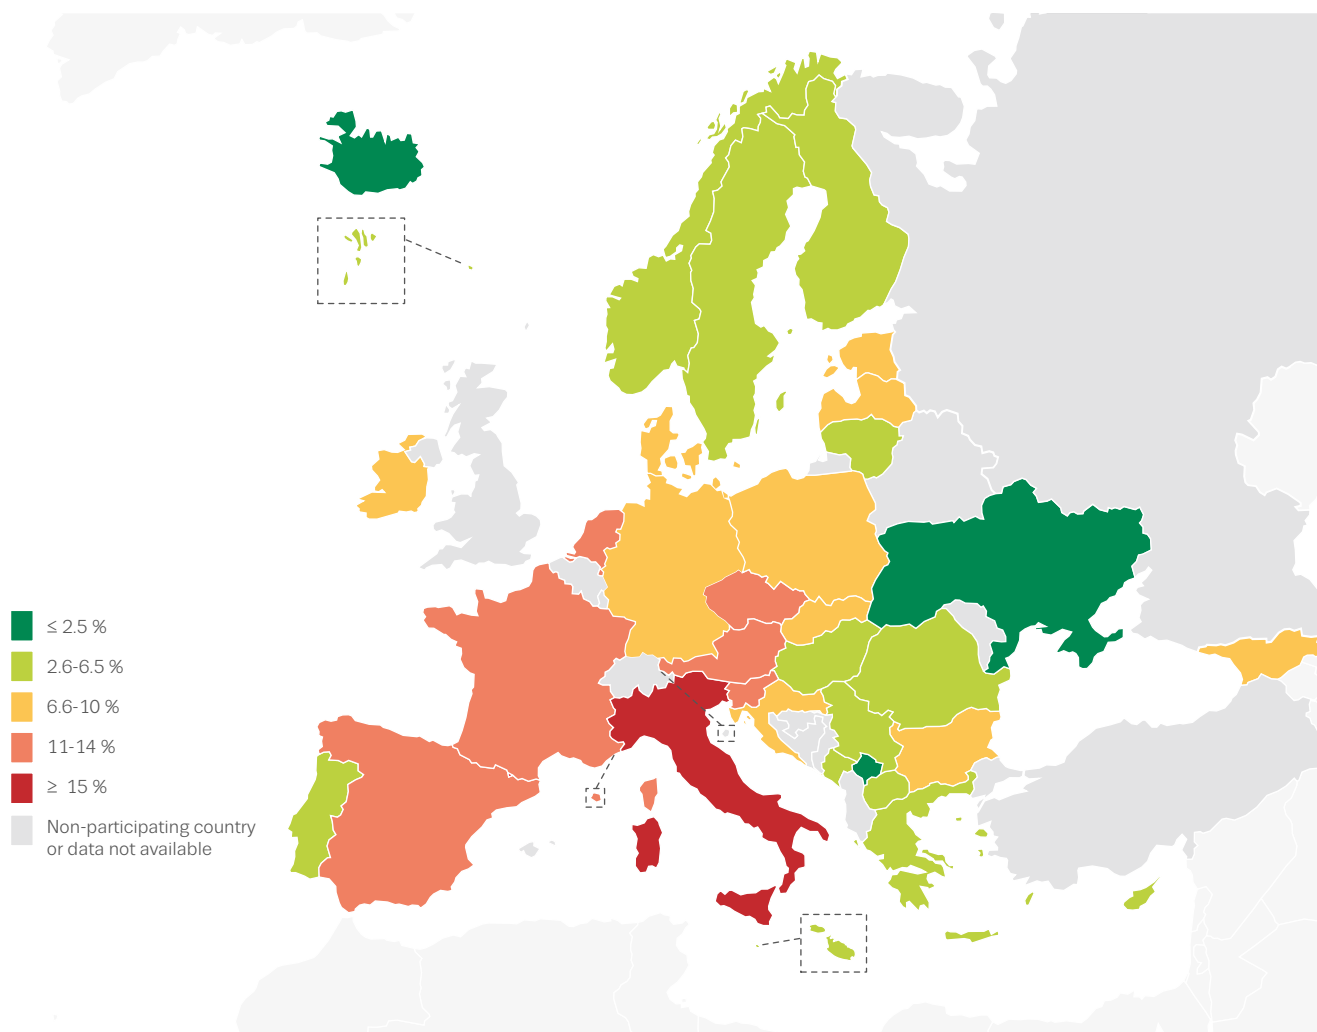 ≤ 2.5 %
2.6-6.5 %
6.6-10 %
11-14 %
≥ 15 %
Non-participating country
or data not available